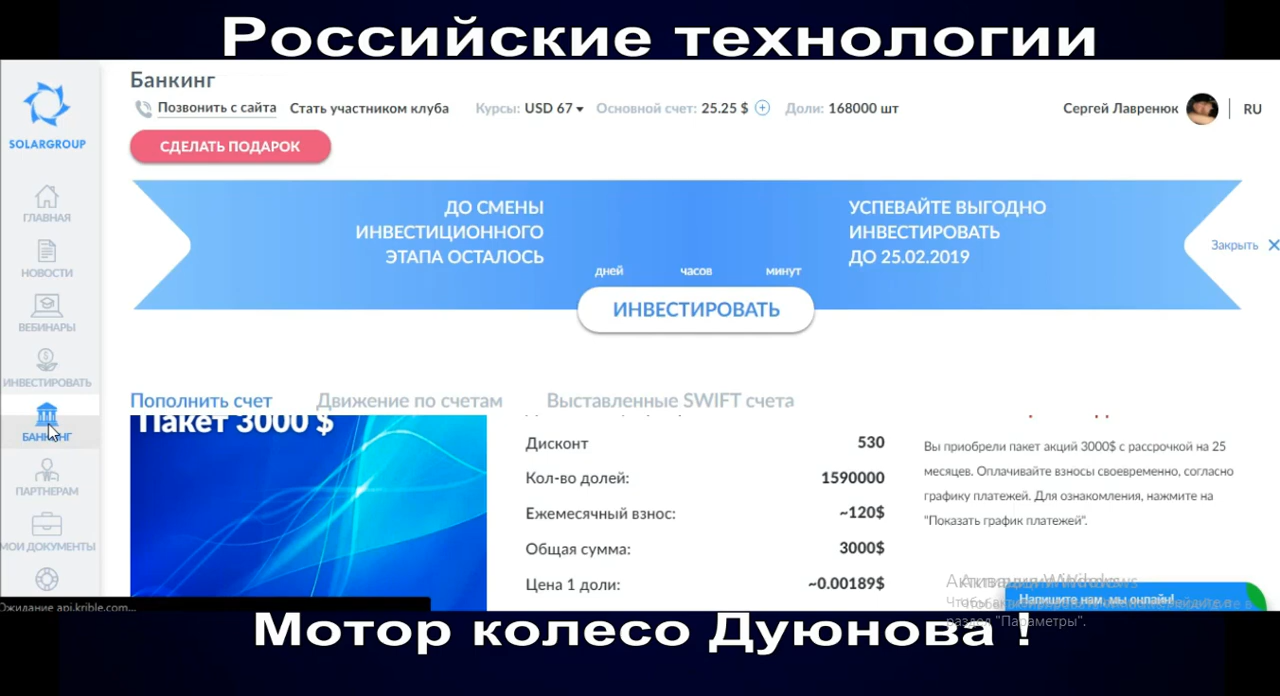 Российские технологии
Банкинг
Позвонить с сайта Стать участником клуба Курсы: USD 67 Основной счет: 25.25 $ Доли: 168000 шт Сергей Лавренюк RU
SOLARGROUP
СДЕЛАТЬ ПОДАРОК
ДО СМЕНЫ
ИНВЕСТИЦИОННОГО
ЭТАПА ОСТАЛОСЬ
дней часов минут
УСПЕВАЙТЕ ВЫГОДНО
ИНВЕСТИРОВАТЬ
ДО 25.02.2019
Закрыть
ИНВЕСТИРОВАТЬ
ГЛАВНАЯ
НОВОСТИ
ВЕБИНАРЫ
ИНВЕСТИРОВАТЬ
БАНКИНГ
ПАРТНЕРАМ
МОИ ДОКУМЕНТЫ
Пополнить счет Движение по счетам Выставленные SWIFT счета
Пакет 3000 $
Дисконт 530
Кол-во долей: 1590000
Ежемесячный взнос: ~120$
Общая сумма: 3000$
Цена 1 доли: ~0.00189$
Вы приобрели пакет акций 3000$ с рассрочкой на 25
месяцев. Оплачивайте взносы своевременно, согласно
графику платежей. Для ознакомления, нажмите на
"Показать график платежей".
Активация Windows
Напишите нам, мы онлайн!
раздел "Параметры".
Ожидание api.krible.com...
Мотор колесо Дуюнова !